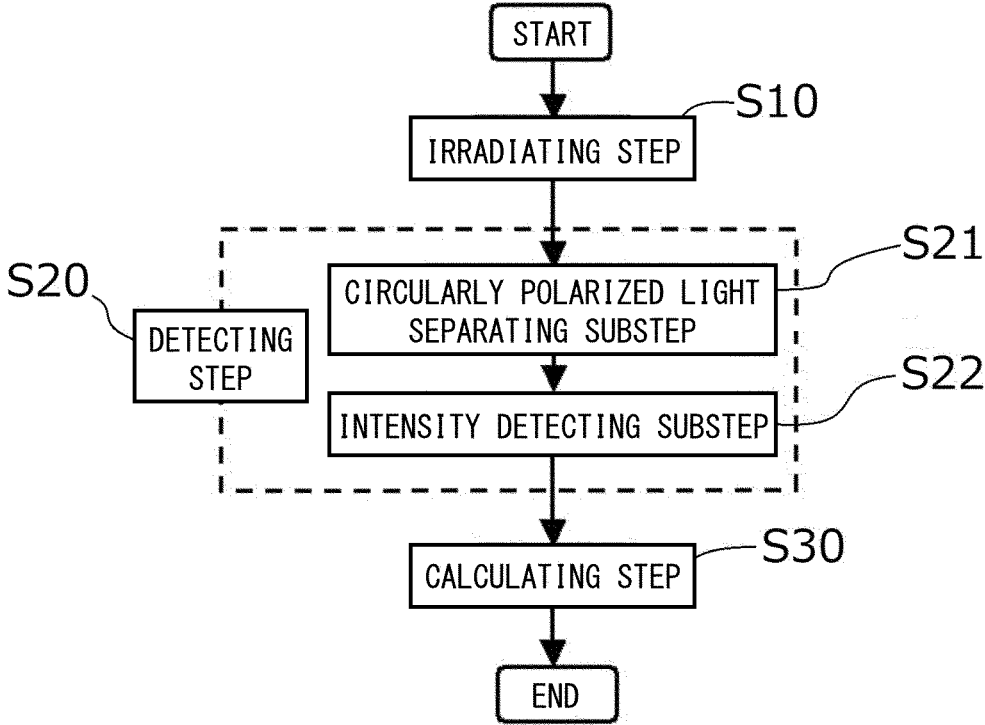 START
S10
IRRADIATING STEP
S21
S20
CIRCULARLY POLARIZED LIGHT
SEPARATING SUBSTEP
DETECTING
STEP
S22
INTENSITY DETECTING SUBSTEP
S30
CALCULATING STEP
END